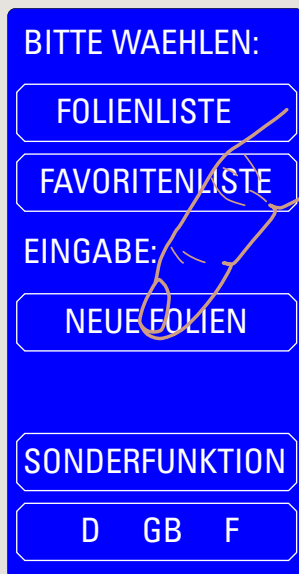 BITTE WAEHLEN:
FOLIENLISTE
FAVORITENLISTE
EINGABE:
NEUE FOLIEN
SONDERFUNKTION
D GB F